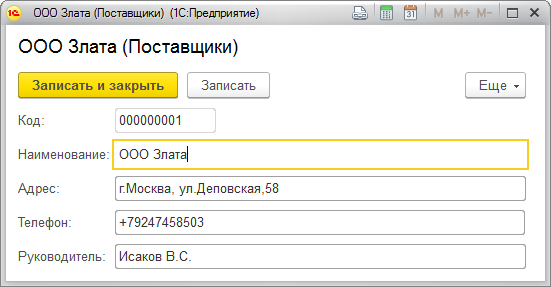 ООО Злата (Поставщики) (1С:Предприятие)
M M+ M-
ООО Злата (Поставщики)
Записать и закрыть Записать Еще
Код: 000000001
Наименование: ООО Злата
Адрес: г.Москва, ул.Деповская,58
Телефон: +79247458503
Руководитель: Исаков В.С.